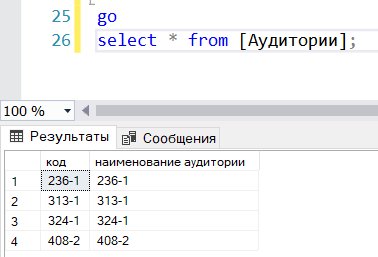 25 go
26 select * from [Аудитории];
100 %
Результаты Сообщения
код наименование аудитории
1 236-1 236-1
2 313-1 313-1
3 324-1 324-1
4 408-2 408-2